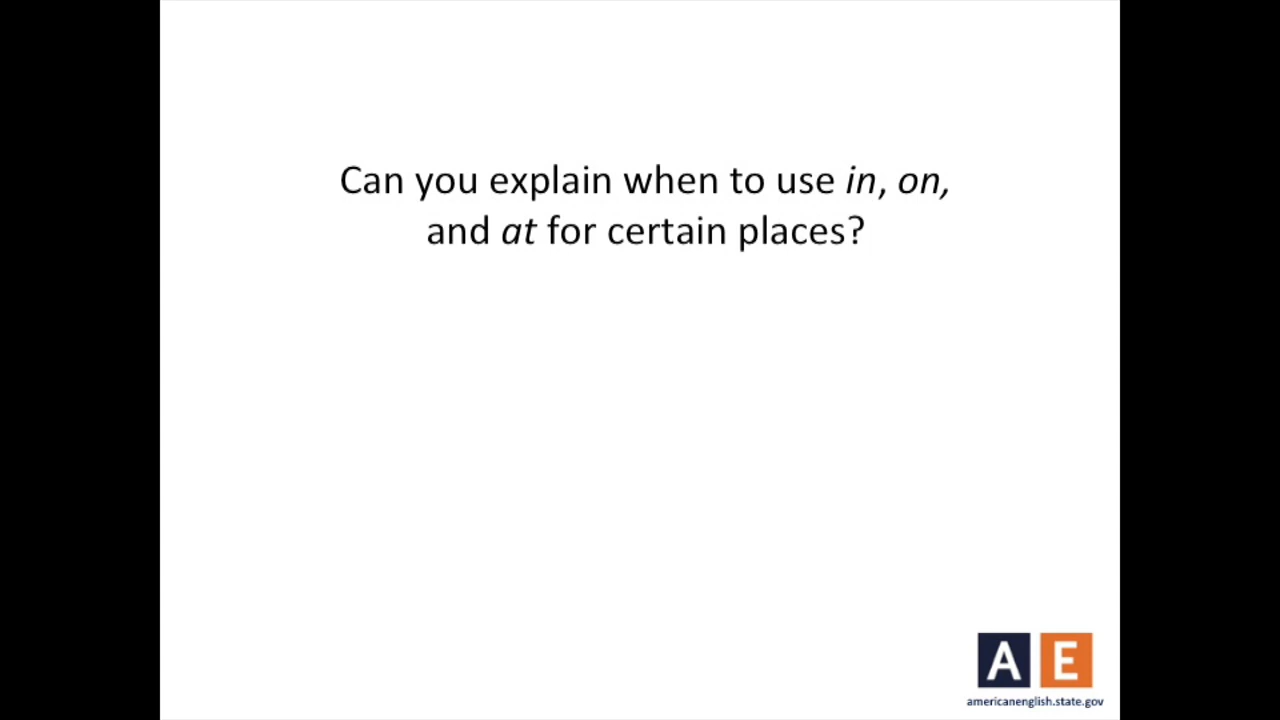 Can you explain when to use in, on,
and at for certain places?
A E
americanenglish.state.gov